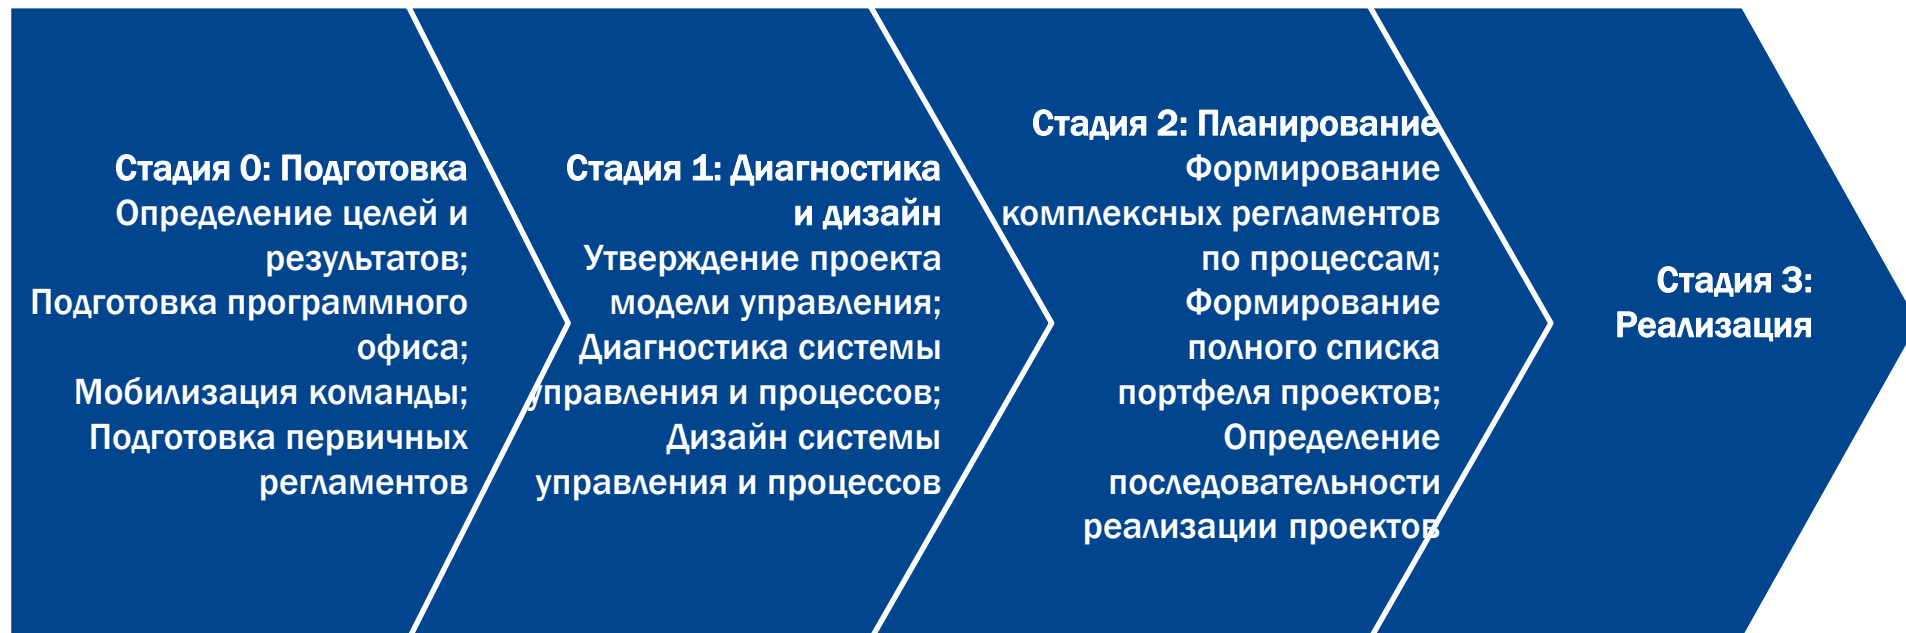 Стадия 0: Подготовка
Определение целей и
результатов;
Подготовка программного
офиса;
Мобилизация команды;
Подготовка первичных
регламентов
Стадия 1: Диагностика
и дизайн
Утверждение проекта
модели управления;
Диагностика системы
управления и процессов;
Дизайн системы
управления и процессов
Стадия 2: Планирование
Формирование
комплексных регламентов
по процессам;
Формирование
полного списка
портфеля проектов;
Определение
последовательности
реализации проектов
Стадия 3:
Реализация